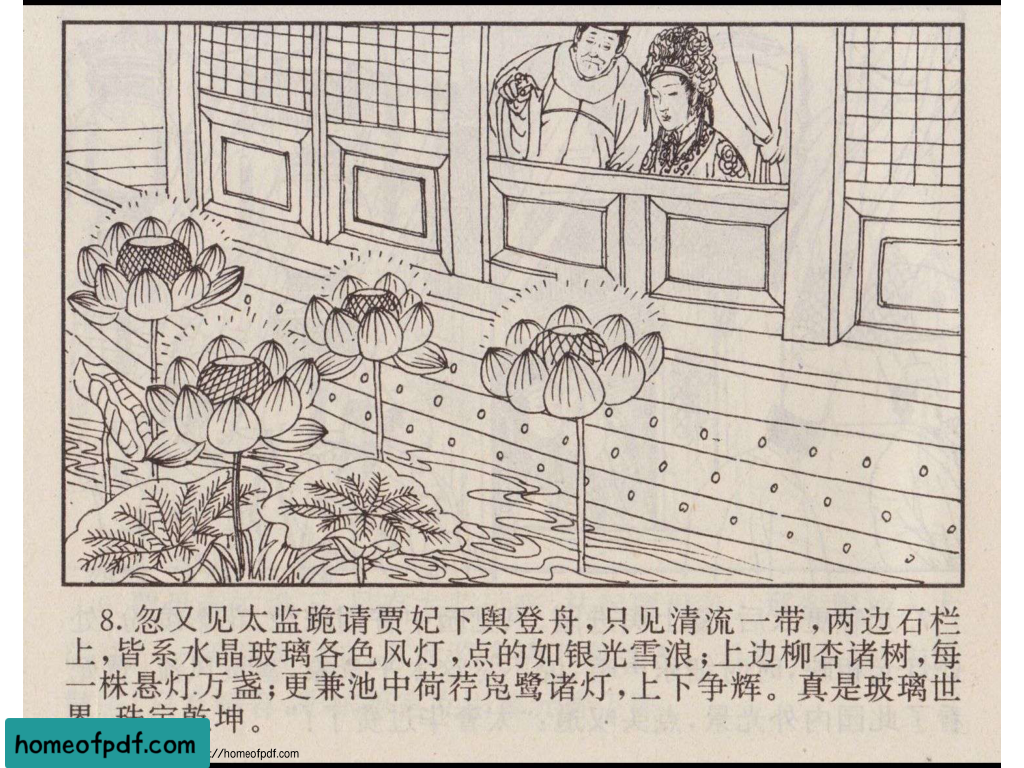 8.忽又见太监跪请贾妃下舆登舟,只见清流一带,两边石栏
上,皆系水晶玻璃各色风灯,点的如银光雪浪;上边柳杏诸树,每
一株悬灯万盏;更兼池中荷荇凫鹭诸灯,上下争辉。真是玻璃世
界,珠宝乾坤。
homeofpdf.com
://homeofpdf.com